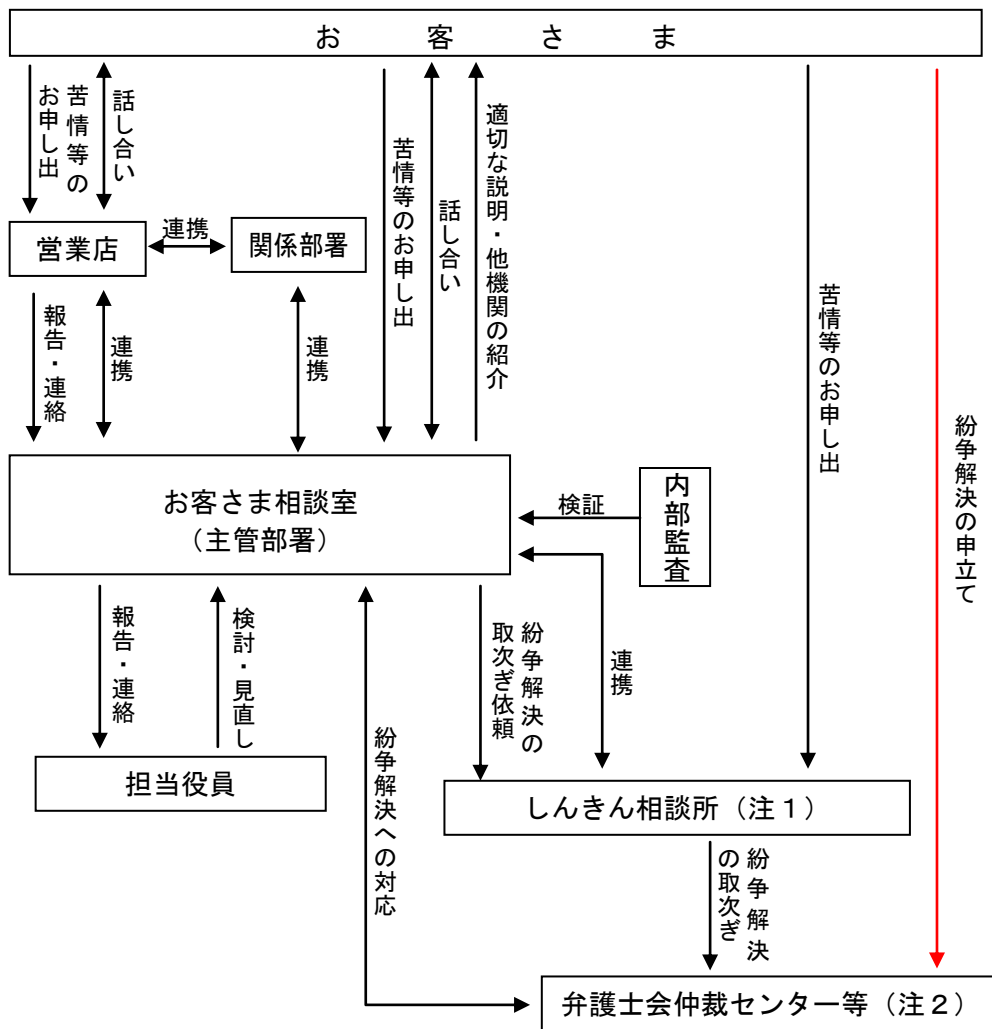 お客さま
苦情等の
お申し出
話し合い
苦情等のお申し出
話し合い
適切な説明・他機関の紹介
苦情等のお申し出
紛争解決の申立て
営業店
連携
関係部署
報告・連絡
連携
連携
お客さま相談室
（主管部署）
検証
内部監査
報告・連絡
検討・見直し
紛争解決への対応
紛争解決の
取次ぎ依頼
連携
担当役員
しんきん相談所（注１）
紛争解決
の取次ぎ
弁護士会仲裁センター等（注２）